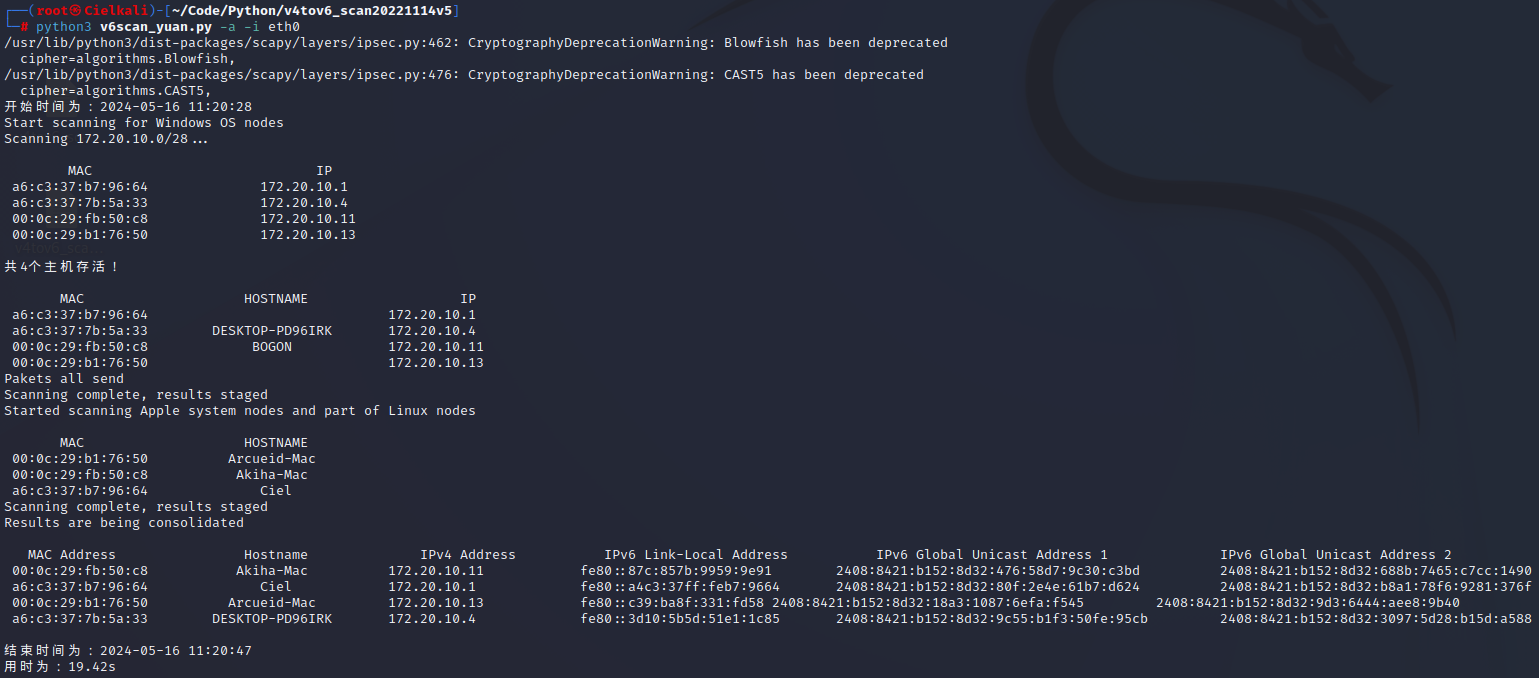 ┌──(root㉿Cielkali)-[~/Code/Python/v4tov6_scan20221114v5]
└─# python3 v6scan_yuan.py -a -i eth0
/usr/lib/python3/dist-packages/scapy/layers/ipsec.py:462: CryptographyDeprecationWarning: Blowfish has been deprecated
  cipher=algorithms.Blowfish,
/usr/lib/python3/dist-packages/scapy/layers/ipsec.py:476: CryptographyDeprecationWarning: CAST5 has been deprecated
  cipher=algorithms.CAST5,
开始时间为：2024-05-16 11:20:28
Start scanning for Windows OS nodes
Scanning 172.20.10.0/28...
MAC IP
a6:c3:37:b7:96:64 172.20.10.1
a6:c3:37:7b:5a:33 172.20.10.4
00:0c:29:fb:50:c8 172.20.10.11
00:0c:29:b1:76:50 172.20.10.13
共4个主机存活！
MAC HOSTNAME IP
a6:c3:37:b7:96:64 172.20.10.1
a6:c3:37:7b:5a:33 DESKTOP-PD96IRK 172.20.10.4
00:0c:29:fb:50:c8 BOGON 172.20.10.11
00:0c:29:b1:76:50 172.20.10.13
Pakets all send
Scanning complete, results staged
Started scanning Apple system nodes and part of Linux nodes
MAC HOSTNAME
00:0c:29:b1:76:50 Arcueid-Mac
00:0c:29:fb:50:c8 Akiha-Mac
a6:c3:37:b7:96:64 Ciel
Scanning complete, results staged
Results are being consolidated
MAC Address Hostname IPv4 Address IPv6 Link-Local Address IPv6 Global Unicast Address 1 IPv6 Global Unicast Address 2
00:0c:29:fb:50:c8 Akiha-Mac 172.20.10.11 fe80::87c:857b:9959:9e91 2408:8421:b152:8d32:476:58d7:9c30:c3bd 2408:8421:b152:8d32:688b:7465:c7cc:1490
a6:c3:37:b7:96:64 Ciel 172.20.10.1 fe80::a4c3:37ff:feb7:9664 2408:8421:b152:8d32:80f:2e4e:61b7:d624 2408:8421:b152:8d32:b8a1:78f6:9281:376f
00:0c:29:b1:76:50 Arcueid-Mac 172.20.10.13 fe80::c39:ba8f:331:fd58 2408:8421:b152:8d32:18a3:1087:6efa:f545 2408:8421:b152:8d32:9d3:6444:aee8:9b40
a6:c3:37:7b:5a:33 DESKTOP-PD96IRK 172.20.10.4 fe80::3d10:5b5d:51e1:1c85 2408:8421:b152:8d32:9c55:b1f3:50fe:95cb 2408:8421:b152:8d32:3097:5d28:b15d:a588
结束时间为：2024-05-16 11:20:47
用时为：19.42s